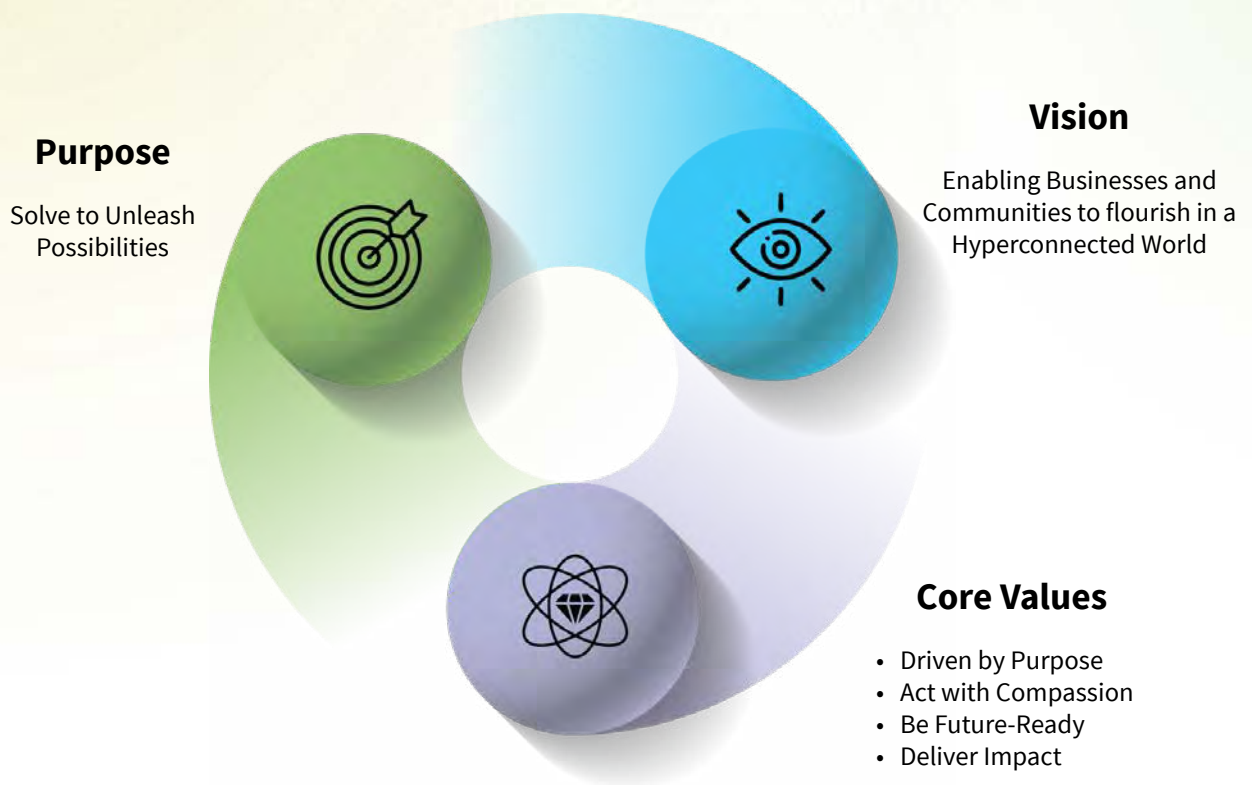 Purpose
Solve to Unleash
Possibilities
Vision
Enabling Businesses and
Communities to flourish in a
Hyperconnected World
Core Values
• Driven by Purpose
• Act with Compassion
• Be Future-Ready
• Deliver Impact